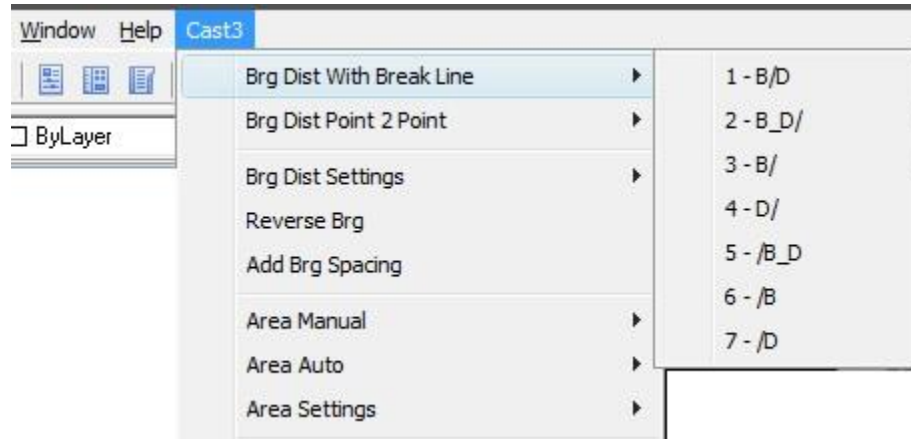 Window Help Cast3
ByLayer
Brg Dist With Break Line
Brg Dist Point 2 Point
Brg Dist Settings
Reverse Brg
Add Brg Spacing
Area Manual
Area Auto
Area Settings
1 - B/D
2 - B_D/
3 - B/
4 - D/
5 - /B_D
6 - /B
7 - /D